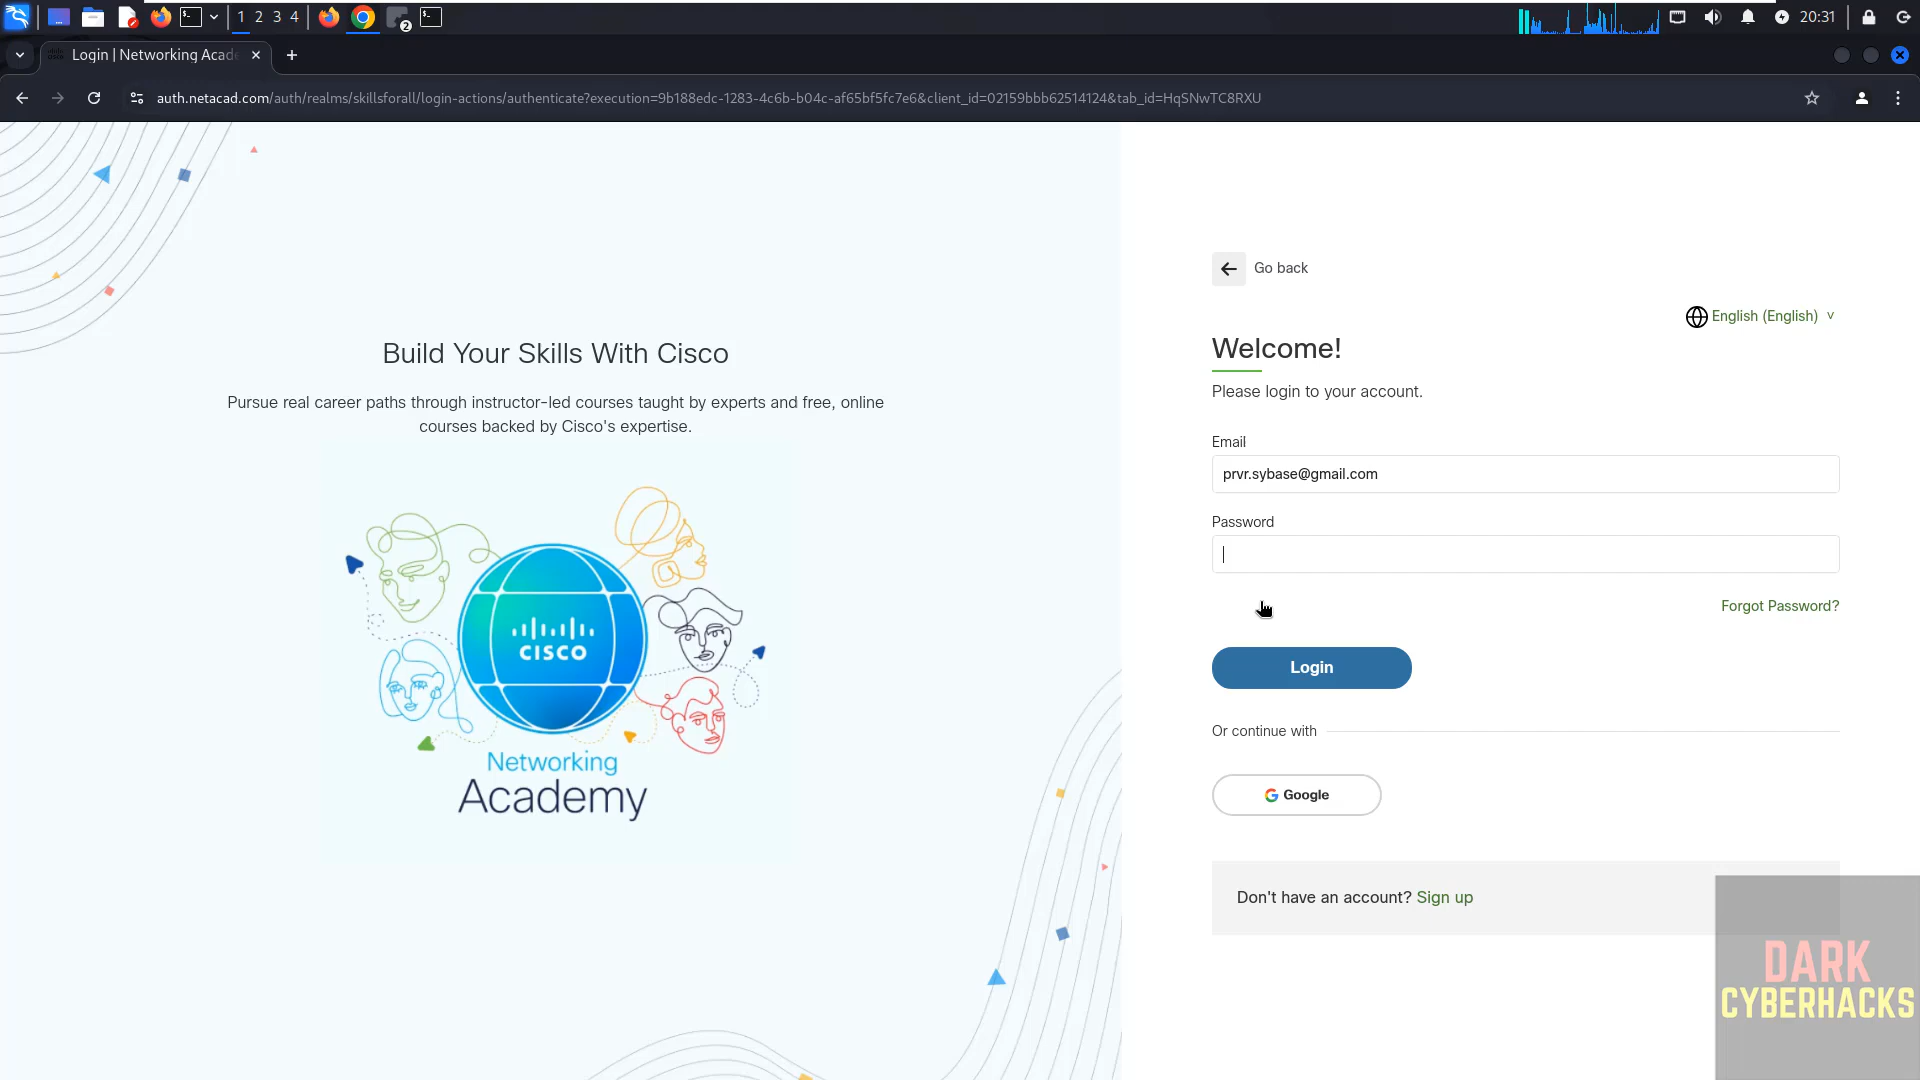 1 2 3 4
2
20:31
Login | Networking Acade
auth.netacad.com/auth/realms/skillsforall/login-actions/authenticate?execution=9b188edc-1283-4c6b-b04c-af65bf5fc7e6&client_id=02159bbb62514124&tab_id=HqSNwTC8RXU
Build Your Skills With Cisco
Pursue real career paths through instructor-led courses taught by experts and free, online
courses backed by Cisco's expertise.
CISCO
Networking
Academy
Go back
English (English)
Welcome!
Please login to your account.
Email
prvr.sybase@gmail.com
Password
Forgot Password?
Login
Or continue with
Google
Don't have an account? Sign up
DARK
CYBERHACKS